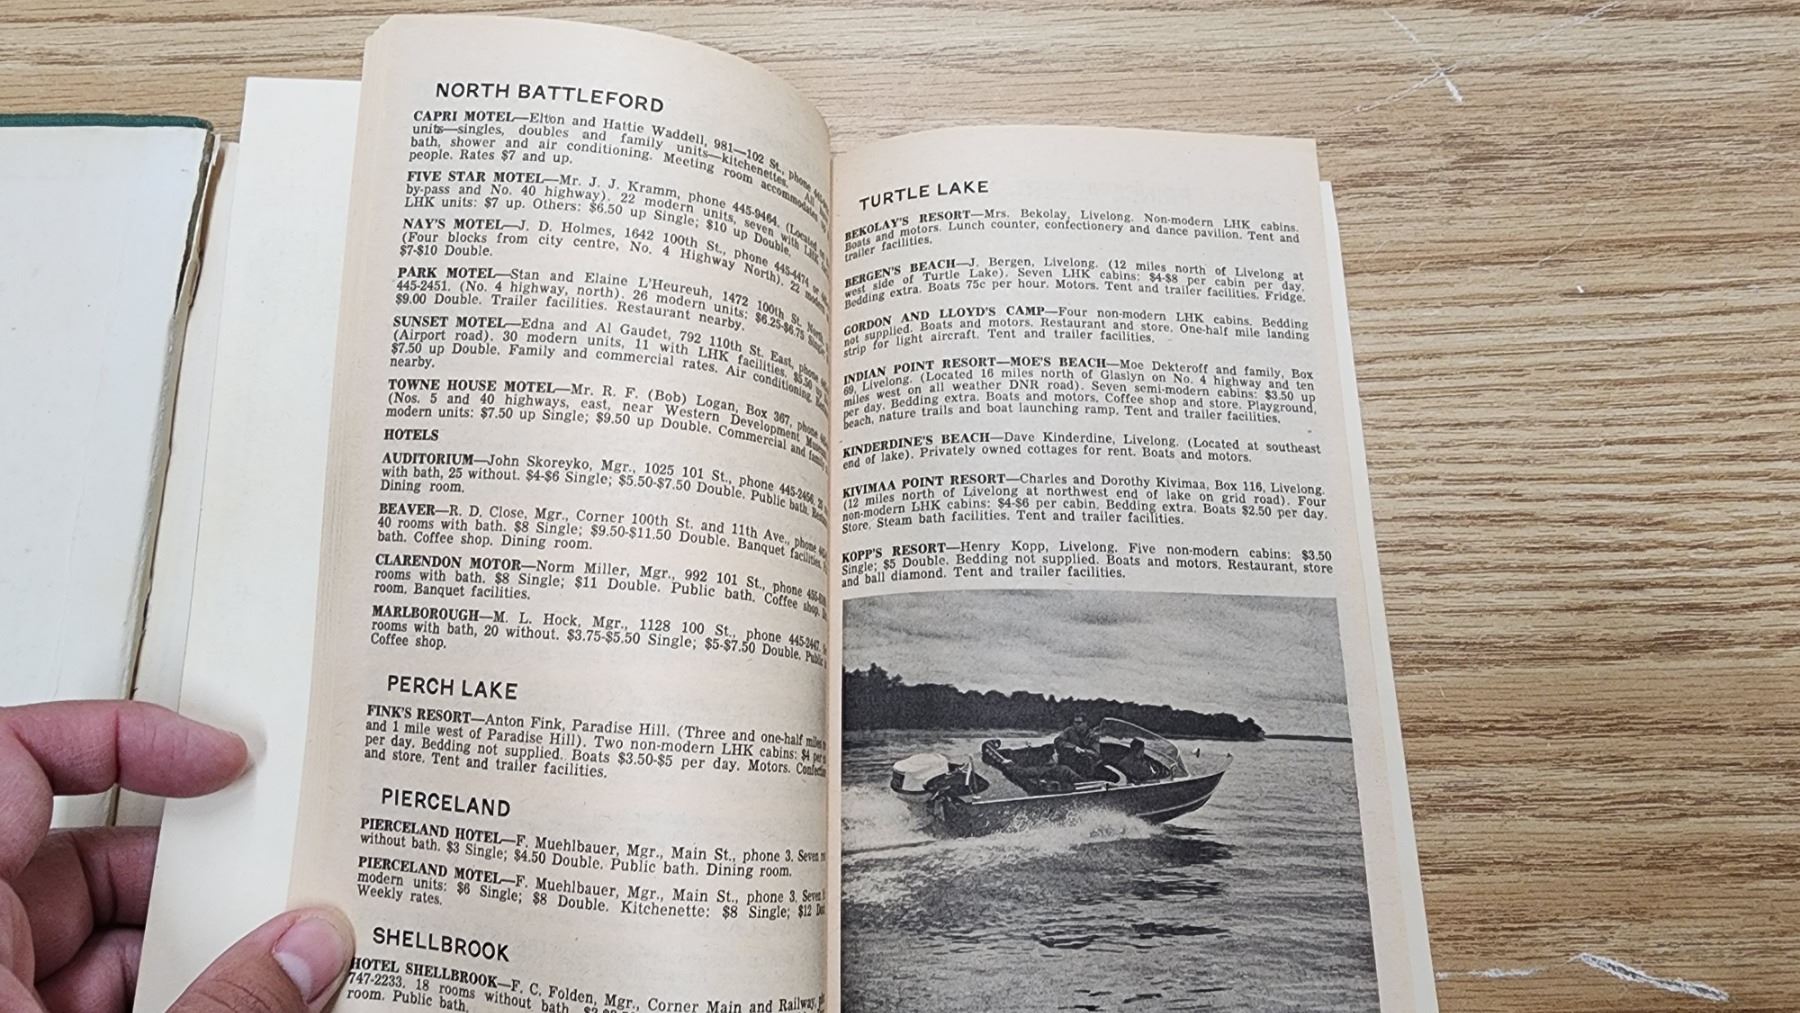 NORTH BATTLEFORD
CAPRI MOTEL—Elton and Hattie Waddell, 981—102 St., phone
units—singles, doubles and family units—kitchenettes. All
bath, shower and air conditioning. Meeting room accommodates
people. Rates $7 and up.
FIVE STAR MOTEL—Mr. J. J. Kramm, phone 445-9464. (Located
by-pass and No. 40 highway). 22 modern units, seven with LHK
LHK units: $7 up. Others: $6.50 up Single; $10 up Double.
NAY'S MOTEL—J. D. Holmes, 1642 100th St., phone 445-4474 or
(Four blocks from city centre, No. 4 Highway North). 22 modern
$7-$10 Double.
PARK MOTEL—Stan and Elaine L'Heureuh, 1472 100th St. North,
445-2451. (No. 4 highway, north). 26 modern units: $6.25-$6.75 Single
$9.00 Double. Trailer facilities. Restaurant nearby.
SUNSET MOTEL—Edna and Al Gaudet, 792 110th St. East, phone
(Airport road). 30 modern units, 11 with LHK facilities. $5.50 up
$7.50 up Double. Family and commercial rates. Air conditioning.
nearby.
TOWNE HOUSE MOTEL—Mr. R. F. (Bob) Logan, Box 367, phone
(Nos. 5 and 40 highways, east, near Western Development Museum
modern units: $7.50 up Single; $9.50 up Double. Commercial and family
HOTELS
AUDITORIUM—John Skoreyko, Mgr., 1025 101 St., phone 445-2456.
with bath, 25 without. $4-$6 Single; $5.50-$7.50 Double. Public bath.
Dining room.
BEAVER—R. D. Close, Mgr., Corner 100th St. and 11th Ave., phone
40 rooms with bath. $8 Single; $9.50-$11.50 Double. Banquet facilities.
bath. Coffee shop. Dining room.
CLARENDON MOTOR—Norm Miller, Mgr., 992 101 St., phone
rooms with bath. $8 Single; $11 Double. Public bath. Coffee shop.
room. Banquet facilities.
MARLBOROUGH—M. L. Hock, Mgr., 1128 100 St., phone 445-2447.
rooms with bath, 20 without. $3.75-$5.50 Single; $5-$7.50 Double.
Coffee shop.
PERCH LAKE
FINK'S RESORT—Anton Fink, Paradise Hill. (Three and one-half miles
and 1 mile west of Paradise Hill). Two non-modern LHK cabins: $4 per
per day. Bedding not supplied. Boats $3.50-$5 per day. Motors.
and store. Tent and trailer facilities.
PIERCELAND
PIERCELAND HOTEL—F. Muehlbauer, Mgr., Main St., phone 3. Seven
without bath. $3 Single; $4.50 Double. Public bath. Dining room.
PIERCELAND MOTEL—F. Muehlbauer, Mgr., Main St., phone 3. Seven
modern units: $6 Single; $8 Double. Kitchenette: $8 Single; $12
Weekly rates.
SHELLBROOK
HOTEL SHELLBROOK—F. C. Folden, Mgr., Corner Main and Railway,
747-2233. 18 rooms without bath.
room. Public bath.
TURTLE LAKE
BEKOLAY'S RESORT—Mrs. Bekolay, Livelong. Non-modern LHK cabins.
Boats and motors. Lunch counter, confectionery and dance pavilion. Tent and
trailer facilities.
BERGEN'S BEACH—J. Bergen, Livelong. (12 miles north of Livelong at
west side of Turtle Lake). Seven LHK cabins: $4-$8 per cabin per day.
Bedding extra. Boats 75c per hour. Motors. Tent and trailer facilities. Fridge.
GORDON AND LLOYD'S CAMP—Four non-modern LHK cabins. Bedding
not supplied. Boats and motors. Restaurant and store. One-half mile landing
strip for light aircraft. Tent and trailer facilities.
INDIAN POINT RESORT—MOE'S BEACH—Moe Dekteroff and family, Box
69, Livelong. (Located 16 miles north of Glaslyn on No. 4 highway and ten
miles west on all weather DNR road). Seven semi-modern cabins: $3.50 up
per day. Bedding extra. Boats and motors. Coffee shop and store. Playground,
beach, nature trails and boat launching ramp. Tent and trailer facilities.
KINDERDINE'S BEACH—Dave Kinderdine, Livelong. (Located at southeast
end of lake). Privately owned cottages for rent. Boats and motors.
KIVIMAA POINT RESORT—Charles and Dorothy Kivimaa, Box 116, Livelong.
(12 miles north of Livelong at northwest end of lake on grid road). Four
non-modern LHK cabins: $4-$6 per cabin. Bedding extra. Boats $2.50 per day.
Store. Steam bath facilities. Tent and trailer facilities.
KOPP'S RESORT—Henry Kopp, Livelong. Five non-modern cabins: $3.50
Single; $5 Double. Bedding not supplied. Boats and motors. Restaurant, store
and ball diamond. Tent and trailer facilities.